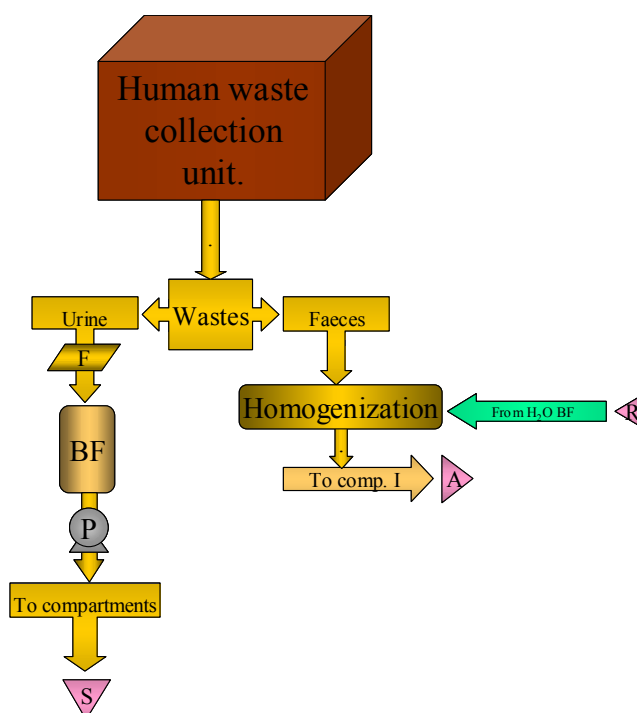 Human waste
collection
unit.
Wastes
Urine
Faeces
F
Homogenization
From H₂O BF
R
BF
To comp. I
A
P
To compartments
S